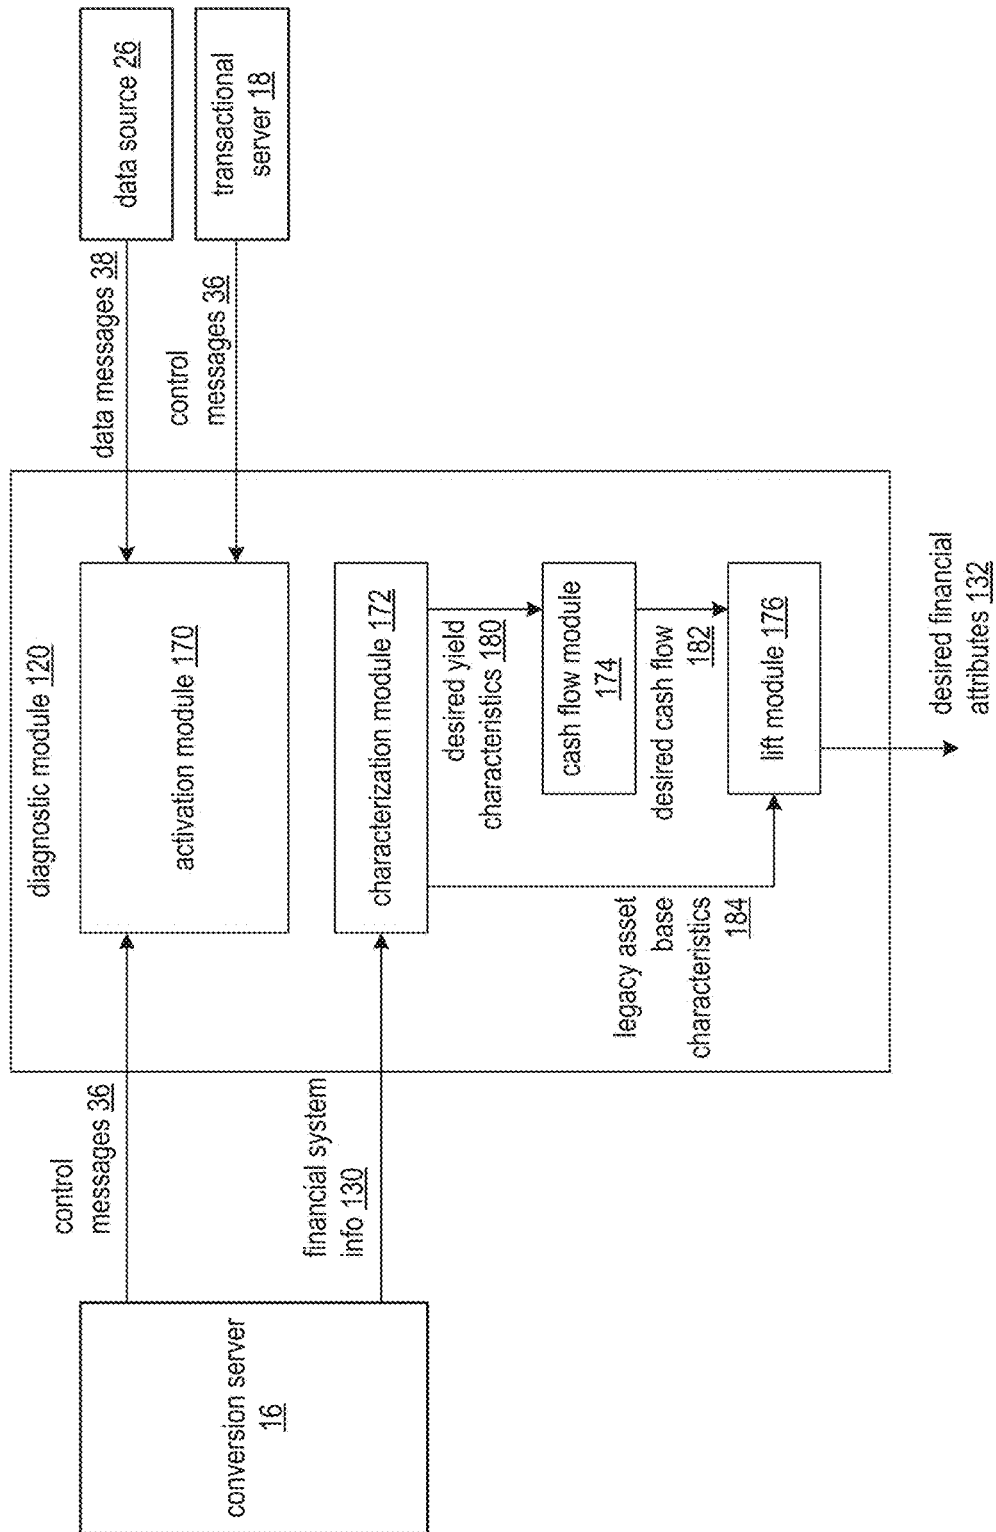 diagnostic module 120
conversion server
16
control
messages 36
financial system
info 130
activation module 170
characterization module 172
desired yield
characteristics 180
legacy asset
base
characteristics
184
cash flow module
174
desired cash flow
182
lift module 176
data messages 38
control
messages 36
data source 26
transactional
server 18
desired financial
attributes 132